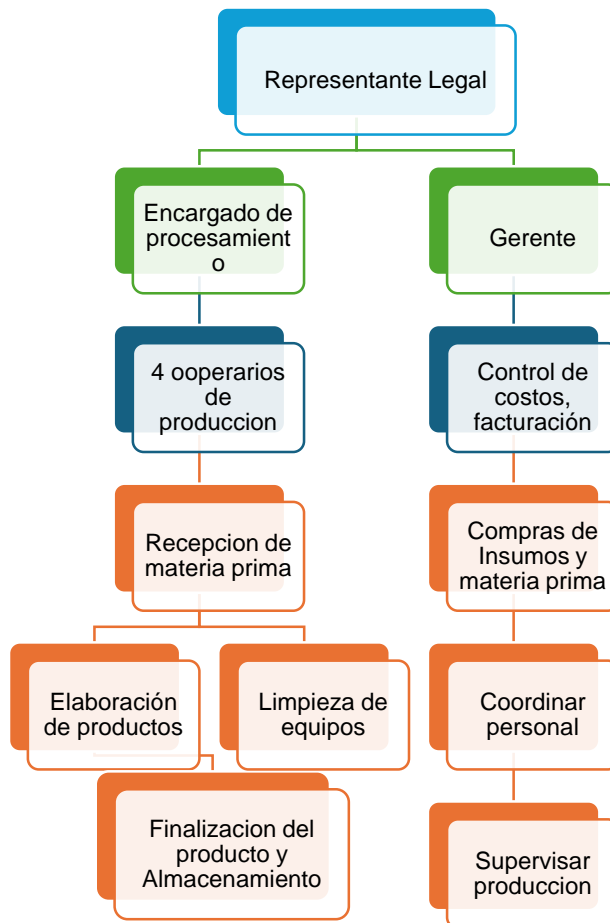 Representante Legal
Encargado de
procesamient
o
Gerente
4 ooperarios
de
produccion
Control de
costos,
facturación
Recepcion de
materia prima
Compras de
Insumos y
materia prima
Elaboración
de productos
Limpieza de
equipos
Coordinar
personal
Finalizacion del
producto y
Almacenamiento
Supervisar
produccion